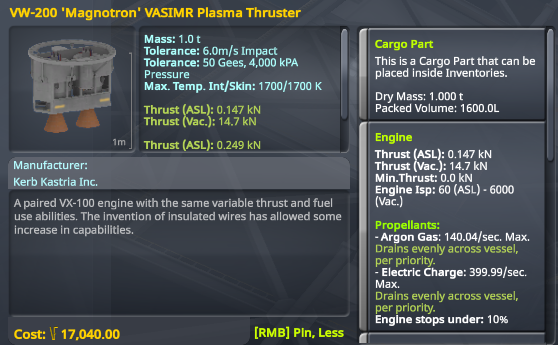 VW-200 'Magnotron' VASIMR Plasma Thruster
Mass: 1.0 t
Tolerance: 6.0m/s Impact
Tolerance: 50 Gees, 4,000 kPA
Pressure
Max. Temp. Int/Skin: 1700/1700 K
Thrust (ASL): 0.147 kN
Thrust (Vac.): 14.7 kN
Thrust (ASL): 0.249 kN
1m
Manufacturer:
Kerb Kastria Inc.
A paired VX-100 engine with the same variable thrust and fuel
use abilities. The invention of insulated wires has allowed some
increase in capabilities.
Cost: 17,040.00
[RMB] Pin, Less
Cargo Part
This is a Cargo Part that can be
placed inside Inventories.
Dry Mass: 1.000 t
Packed Volume: 1600.0L
Engine
Thrust (ASL): 0.147 kN
Thrust (Vac.): 14.7 kN
Min.Thrust: 0.0 kN
Engine Isp: 60 (ASL) - 6000
(Vac.)
Propellants:
- Argon Gas: 140.04/sec. Max.
Drains evenly across vessel,
per priority.
- Electric Charge: 399.99/sec.
Max.
Drains evenly across vessel,
per priority.
Engine stops under: 10%